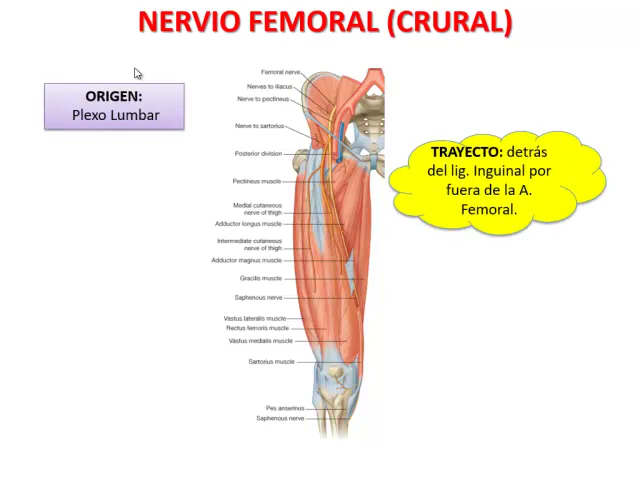 NERVIO FEMORAL (CRURAL)
ORIGEN:
Plexo Lumbar
Femoral nerve
Nerves to iliacus
Nerve to pectineus
Nerve to sartorius
Posterior division
Pectineus muscle
Medial cutaneous
nerve of thigh
Adductor longus muscle
Intermediate cutaneous
nerve of thigh
Adductor magnus muscle
Gracilis muscle
Saphenous nerve
Vastus lateralis muscle
Rectus femoris muscle
Vastus medialis muscle
Sartorius muscle
Pes anserinus
Saphenous nerve
TRAYECTO: detrás
del lig. Inguinal por
fuera de la A.
Femoral.